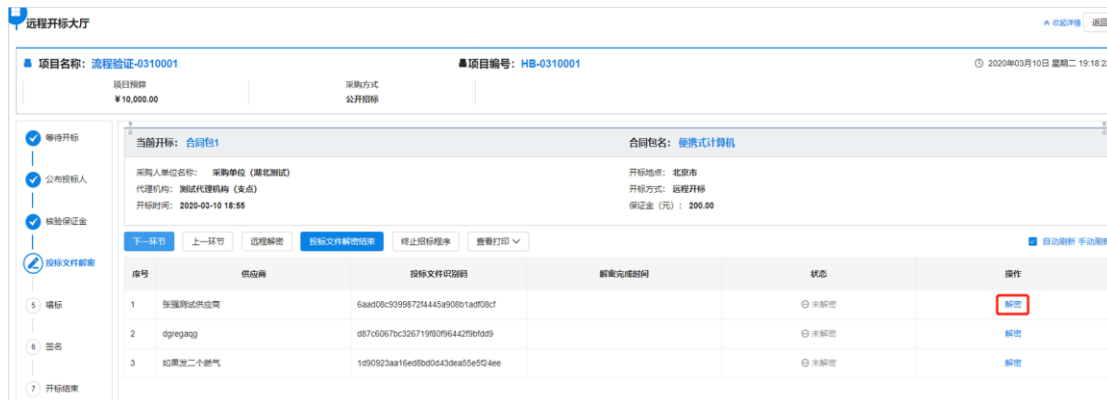 远程开标大厅
收起详情 返回
项目名称：流程验证-0310001 项目编号：HB-0310001 2020年03月10日 星期二 19:18:2
项目预算 采购方式
¥10,000.00 公开招标
等待开标
公布投标人
核验保证金
投标文件解密
5 唱标
6 签名
7 开标结束
当前开标：合同包1 合同包名：便携式计算机
采购人单位名称：采购单位（湖北测试） 开标地点：北京市
代理机构：测试代理机构（支点） 开标方式：远程开标
开标时间：2020-03-10 18:55 保证金（元）：200.00
下一环节 上一环节 远程解密 投标文件解密结束 终止招标程序 查看打印 自动刷新 手动刷新
序号 供应商 投标文件识别码 解密完成时间 状态 操作
1 张强测试供应商 6aad08c9399872f4445a908b1adf08cf 未解密 解密
2 dgregaqg d87c6067bc326719f80f96442f9bfdd9 未解密 解密
3 如果发二个燃气 1d90923aa16ed8bd0d43dea55e5f24ee 未解密 解密